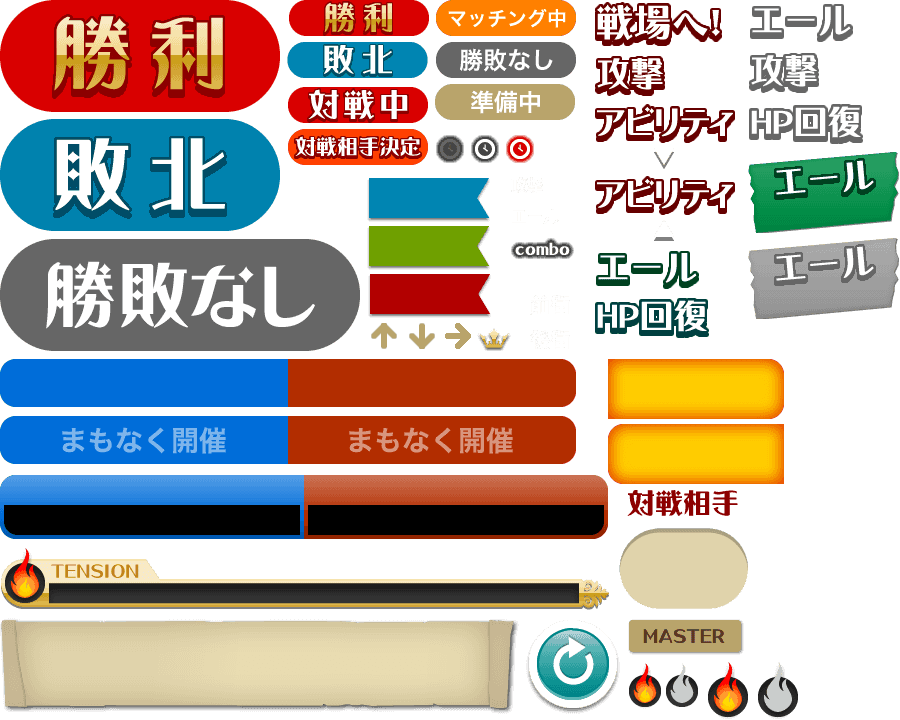 勝利
敗北
勝敗なし
勝利
敗北
対戦中
対戦相手決定
マッチング中
勝敗なし
準備中
combo
戦場へ!
攻撃
アビリティ
アビリティ
エール
HP回復
エール
攻撃
HP回復
エール
エール
まもなく開催
まもなく開催
対戦相手
TENSION
MASTER